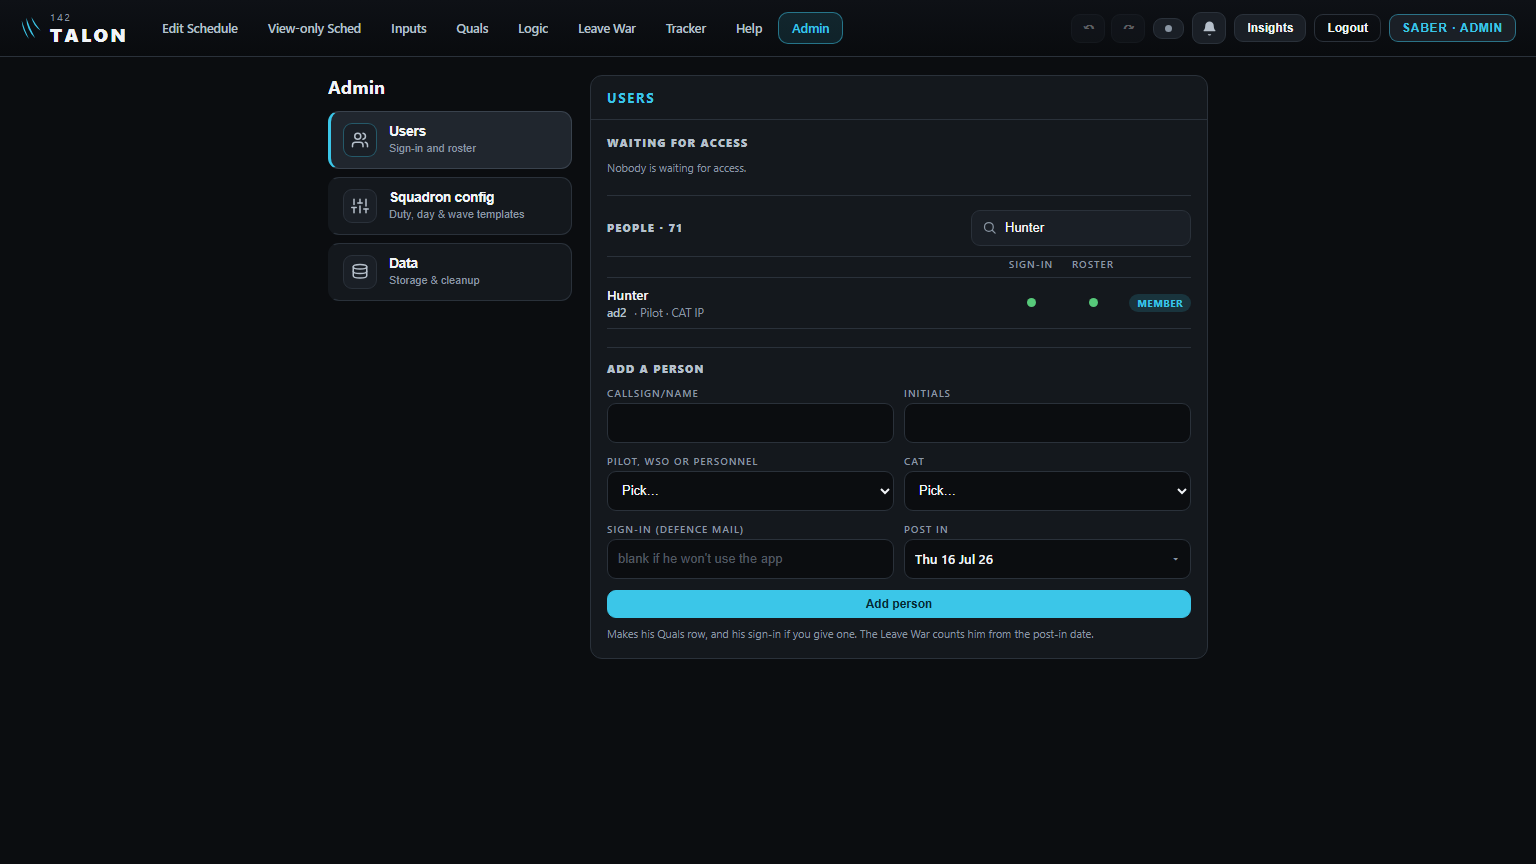 142
TALON
Edit Schedule
View-only Sched
Inputs
Quals
Logic
Leave War
Tracker
Help
Admin
Insights
Logout
SABER · ADMIN
Admin
Users
Sign-in and roster
Squadron config
Duty, day & wave templates
Data
Storage & cleanup
USERS
WAITING FOR ACCESS
Nobody is waiting for access.
PEOPLE · 71
Hunter
SIGN-IN ROSTER
Hunter
ad2 · Pilot · CAT IP
MEMBER
ADD A PERSON
CALLSIGN/NAME
INITIALS
PILOT, WSO OR PERSONNEL
CAT
Pick...
Pick...
SIGN-IN (DEFENCE MAIL)
POST IN
blank if he won't use the app
Thu 16 Jul 26
Add person
Makes his Quals row, and his sign-in if you give one. The Leave War counts him from the post-in date.